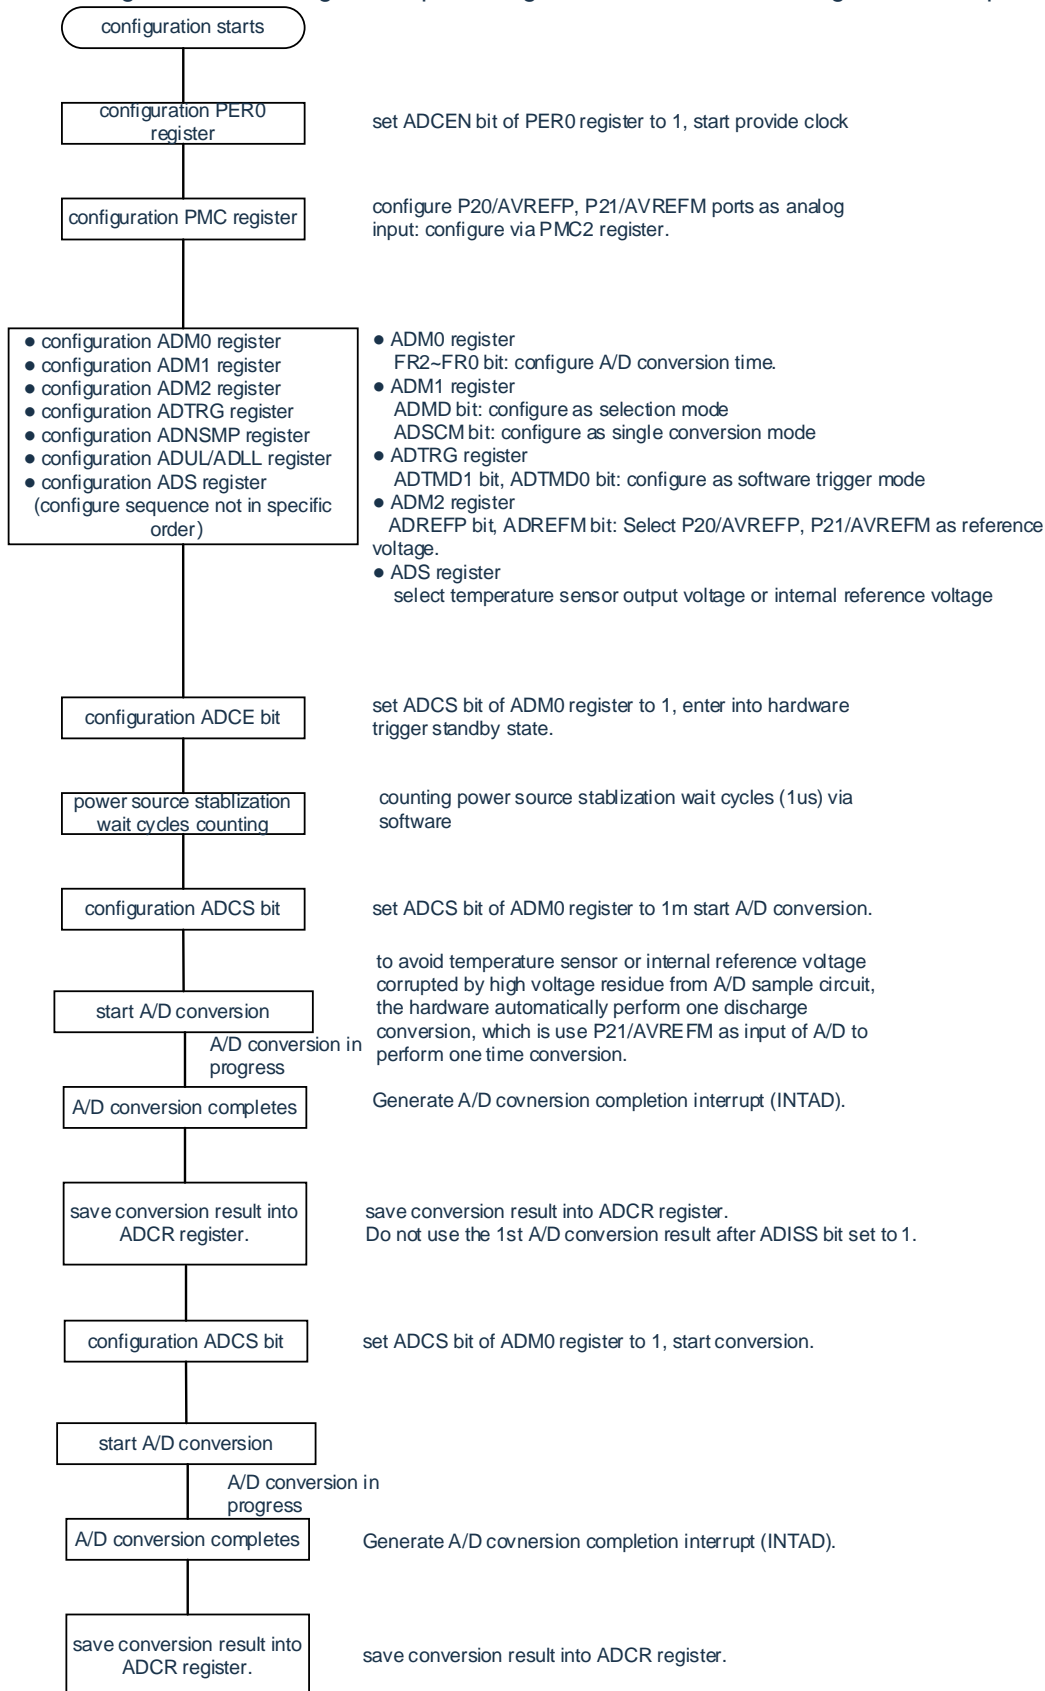 configuration starts
configuration PER0
register
set ADCEN bit of PER0 register to 1, start provide clock
configuration PMC register
configure P20/AVREFP, P21/AVREFM ports as analog
input: configure via PMC2 register.
● configuration ADM0 register
● configuration ADM1 register
● configuration ADM2 register
● configuration ADTRG register
● configuration ADNSMP register
● configuration ADUL/ADLL register
● configuration ADS register
(configure sequence not in specific
order)
● ADM0 register
FR2~FR0 bit: configure A/D conversion time.
● ADM1 register
ADMD bit: configure as selection mode
ADSCM bit: configure as single conversion mode
● ADTRG register
ADTMD1 bit, ADTMD0 bit: configure as software trigger mode
● ADM2 register
ADREFP bit, ADREFM bit: Select P20/AVREFP, P21/AVREFM as reference
voltage.
● ADS register
select temperature sensor output voltage or internal reference voltage
configuration ADCE bit
set ADCS bit of ADM0 register to 1, enter into hardware
trigger standby state.
power source stablization
wait cycles counting
counting power source stablization wait cycles (1us) via
software
configuration ADCS bit
set ADCS bit of ADM0 register to 1m start A/D conversion.
start A/D conversion
to avoid temperature sensor or internal reference voltage
corrupted by high voltage residue from A/D sample circuit,
the hardware automatically perform one discharge
conversion, which is use P21/AVREFM as input of A/D to
perform one time conversion.
A/D conversion in
progress
A/D conversion completes
Generate A/D covnersion completion interrupt (INTAD).
save conversion result into
ADCR register.
save conversion result into ADCR register.
Do not use the 1st A/D conversion result after ADISS bit set to 1.
configuration ADCS bit
set ADCS bit of ADM0 register to 1, start conversion.
start A/D conversion
A/D conversion in
progress
A/D conversion completes
Generate A/D covnersion completion interrupt (INTAD).
save conversion result into
ADCR register.
save conversion result into ADCR register.